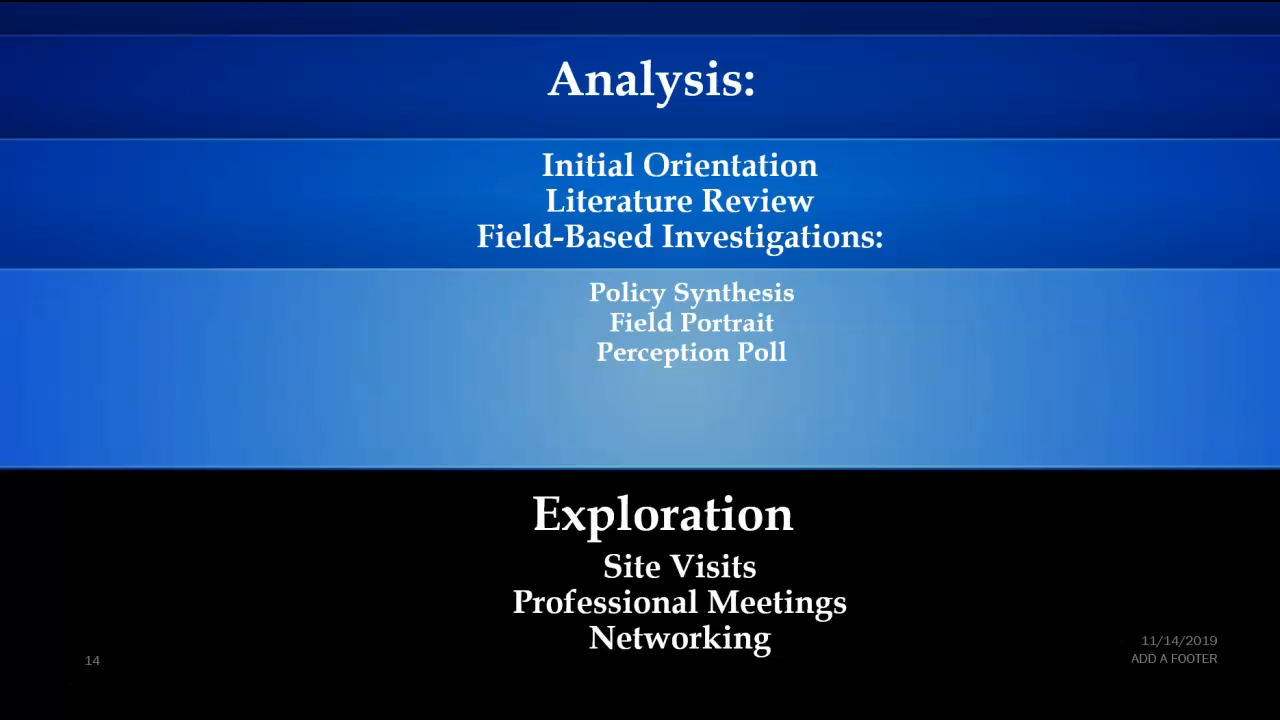 Analysis:
Initial Orientation
Literature Review
Field-Based Investigations:
Policy Synthesis
Field Portrait
Perception Poll
Exploration
Site Visits
Professional Meetings
Networking
11/14/2019
ADD A FOOTER
14